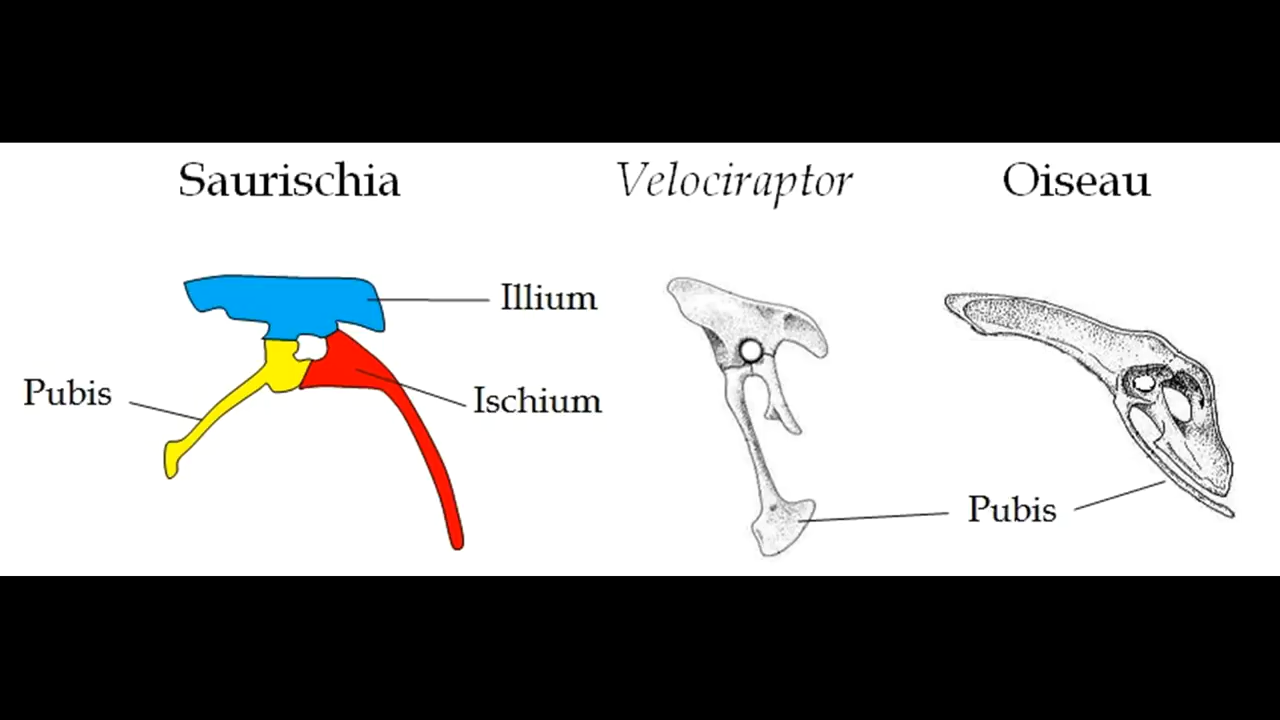 Saurischia
Velociraptor
Oiseau
Illium
Pubis
Ischium
Pubis